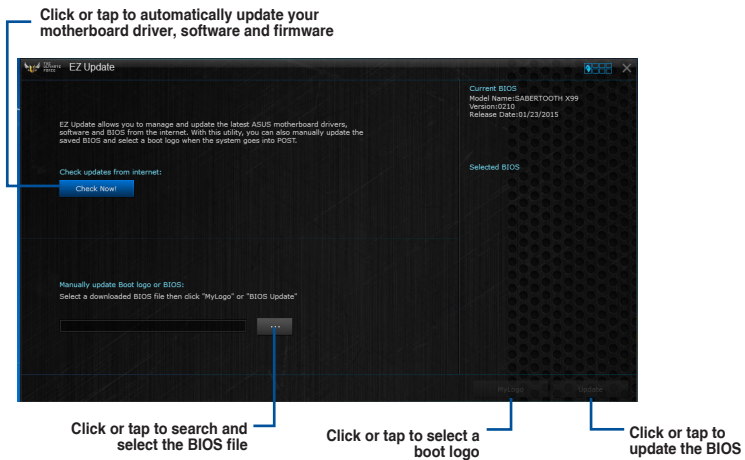 Click or tap to automatically update your
motherboard driver, software and firmware
THE
ULTIMATE
FORCE
EZ Update
Current BIOS
Model Name:SABERTOOTH X99
Version:0210
Release Date:01/23/2015
EZ Update allows you to manage and update the latest ASUS motherboard drivers,
software and BIOS from the internet. With this utility, you can also manually update the
saved BIOS and select a boot logo when the system goes into POST.
Check updates from internet:
Selected BIOS
Check Now!
Manually update Boot logo or BIOS:
Select a downloaded BIOS file then click "MyLogo" or "BIOS Update"
...
MyLogo
Update
Click or tap to search and
select the BIOS file
Click or tap to select a
boot logo
Click or tap to
update the BIOS